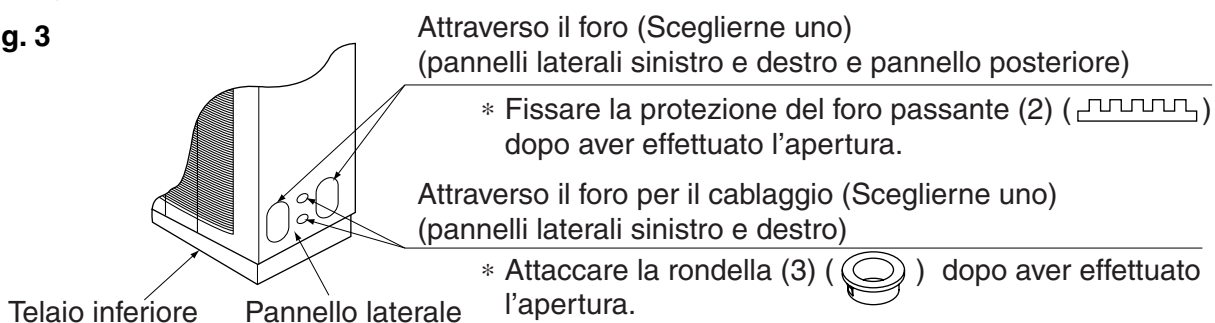 g. 3
Attraverso il foro (Sceglierne uno)
(pannelli laterali sinistro e destro e pannello posteriore)
* Fissare la protezione del foro passante (2) ( )
dopo aver effettuato l’apertura.
Attraverso il foro per il cablaggio (Sceglierne uno)
(pannelli laterali sinistro e destro)
* Attaccare la rondella (3) ( ) dopo aver effettuato
l’apertura.
Telaio inferiore Pannello laterale